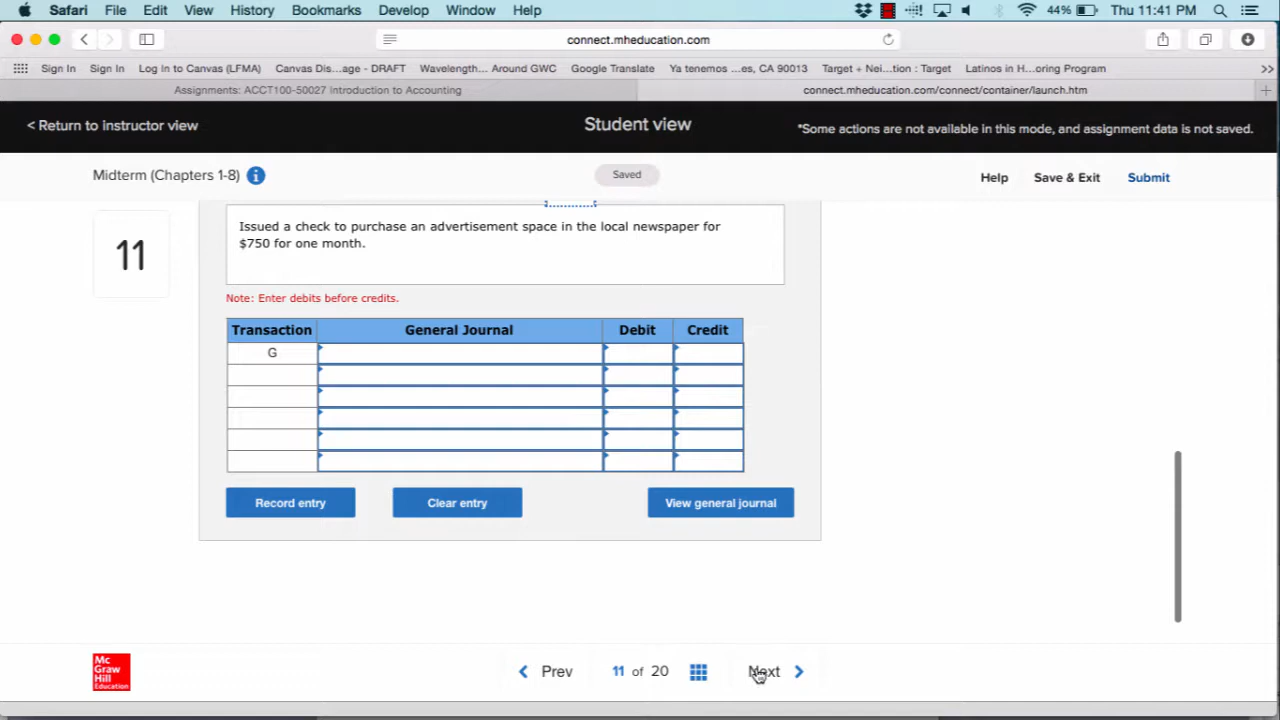 Safari File Edit View History Bookmarks Develop Window Help 44% Thu 11:41 PM
connect.mheducation.com
Sign In Sign In Log In to Canvas (LFMA) Canvas Dis...age - DRAFT Wavelength... Around GWC Google Translate Ya tenemos ...es, CA 90013 Target + Nei...tion : Target Latinos in H...oring Program >>
Assignments: ACCT100-50027 Introduction to Accounting connect.mheducation.com/connect/container/launch.htm +
< Return to instructor view Student view *Some actions are not available in this mode, and assignment data is not saved.
Midterm (Chapters 1-8) i Saved Help Save & Exit Submit
11
Issued a check to purchase an advertisement space in the local newspaper for
$750 for one month.
Note: Enter debits before credits.
Transaction General Journal Debit Credit
G
Record entry Clear entry View general journal
Mc
Graw
Hill
Education
Prev 11 of 20 Next